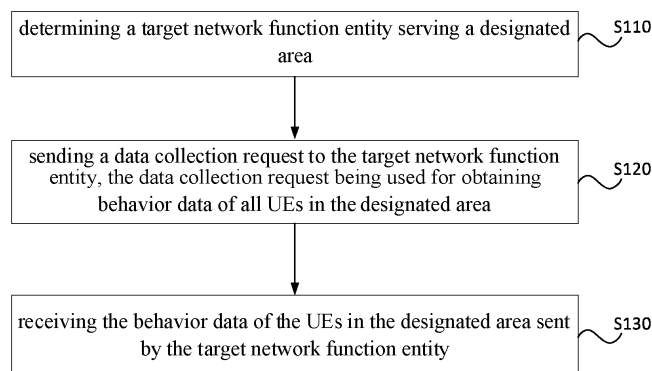 determining a target network function entity serving a designated
area
S110
sending a data collection request to the target network function
entity, the data collection request being used for obtaining
behavior data of all UEs in the designated area
S120
receiving the behavior data of the UEs in the designated area sent
by the target network function entity
S130